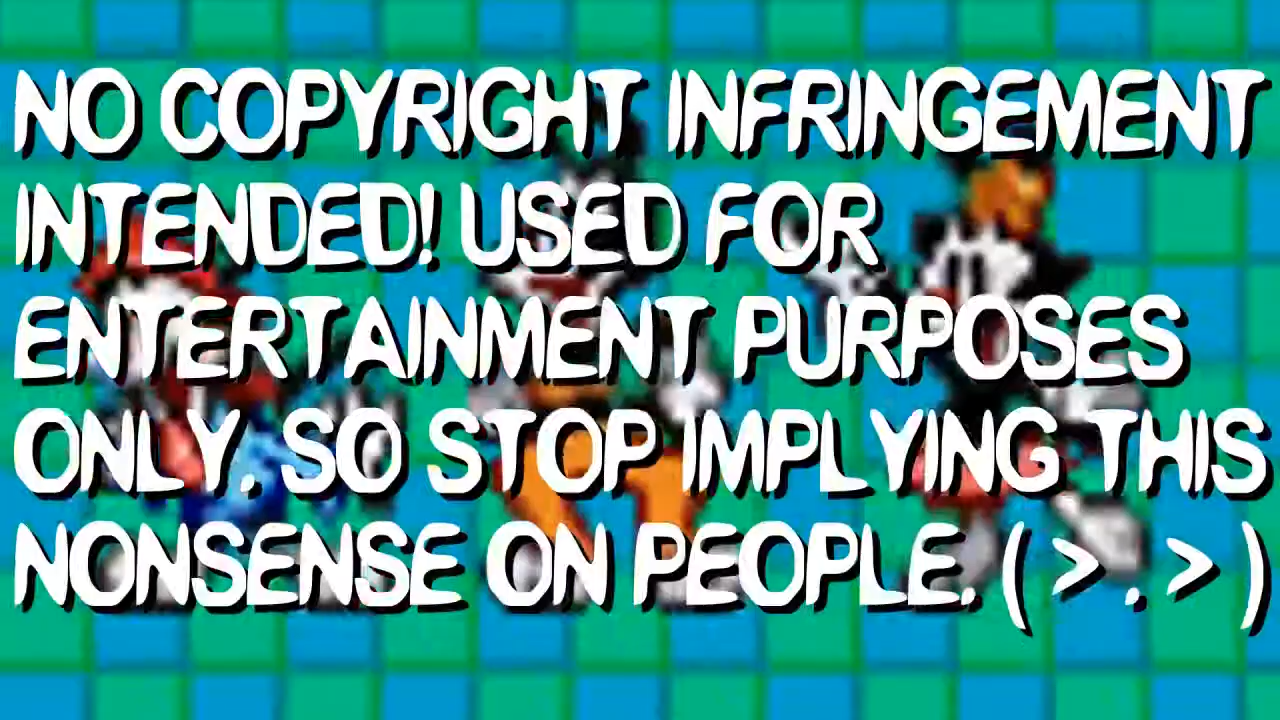 NO COPYRIGHT INFRINGEMENT
INTENDED! USED FOR
ENTERTAINMENT PURPOSES
ONLY. SO STOP IMPLYING THIS
NONSENSE ON PEOPLE. ( > . > )